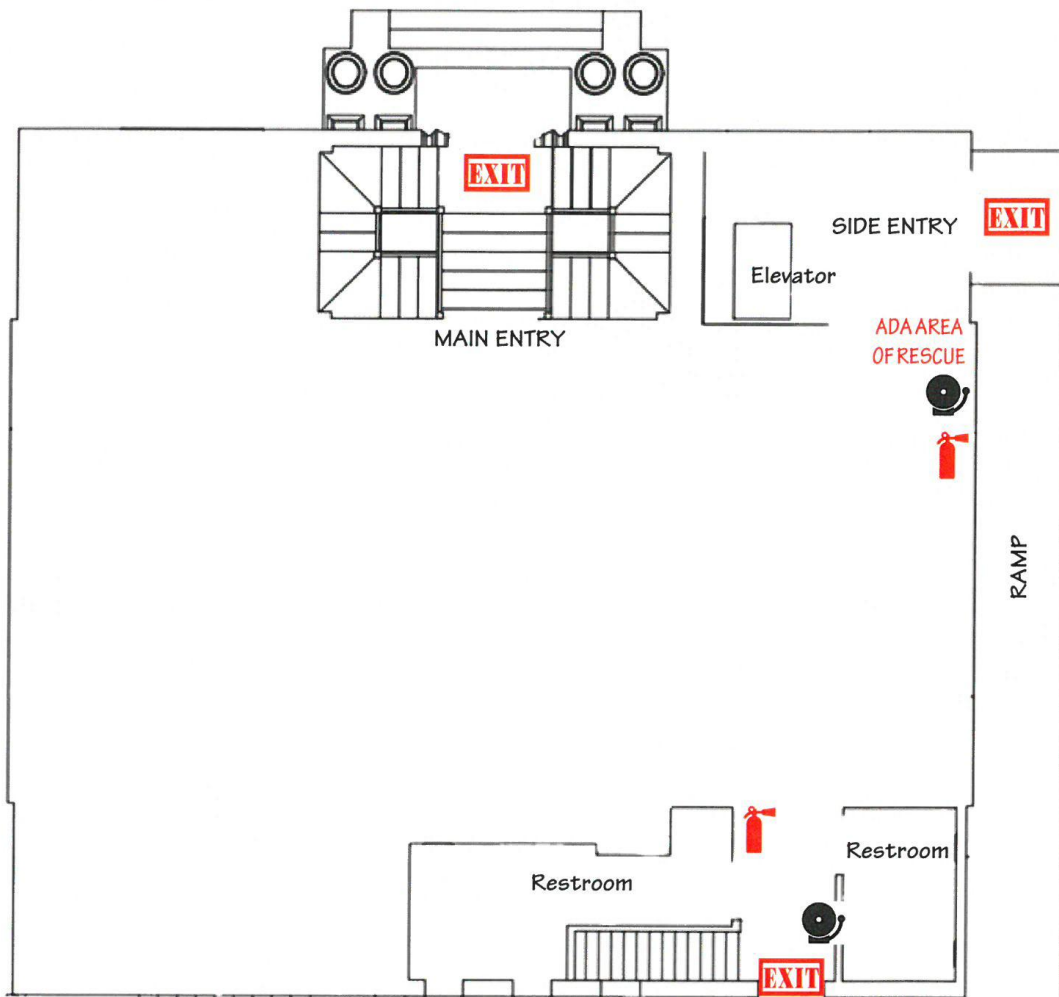 EXIT
SIDE ENTRY
EXIT
Elevator
MAIN ENTRY
ADA AREA
OF RESCUE
RAMP
Restroom
Restroom
EXIT